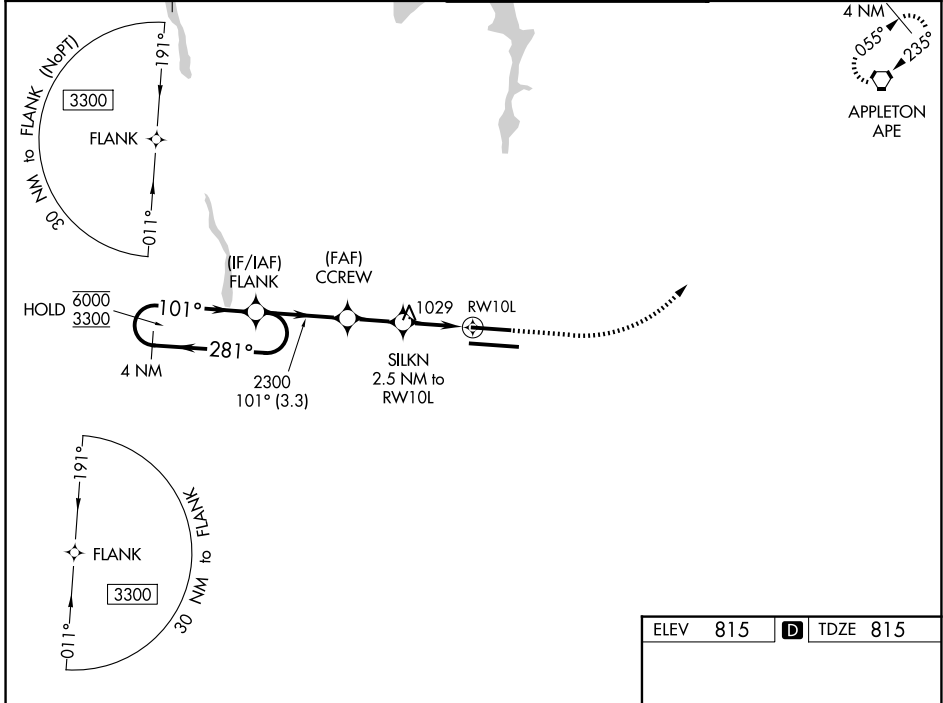 4 NM
055°
235°
APPLETON
APE
191°
30 NM to FLANK (NoPT)
3300
FLANK
011°
(IF/IAF)
FLANK
(FAF)
CCREW
HOLD
6000
3300
101°
281°
4 NM
2300
101° (3.3)
1029
RW10L
SILKN
2.5 NM to
RW10L
191°
FLANK
3300
30 NM to FLANK
011°
ELEV 815 D TDZE 815